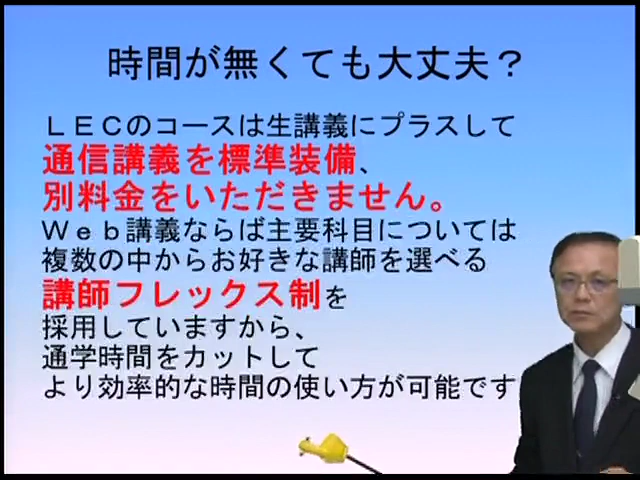 時間が無くても大丈夫？
ＬＥＣのコースは生講義にプラスして
通信講義を標準装備、
別料金をいただきません。
Ｗｅｂ講義ならば主要科目については
複数の中からお好きな講師を選べる
講師フレックス制を
採用していますから、
通学時間をカットして
より効率的な時間の使い方が可能です